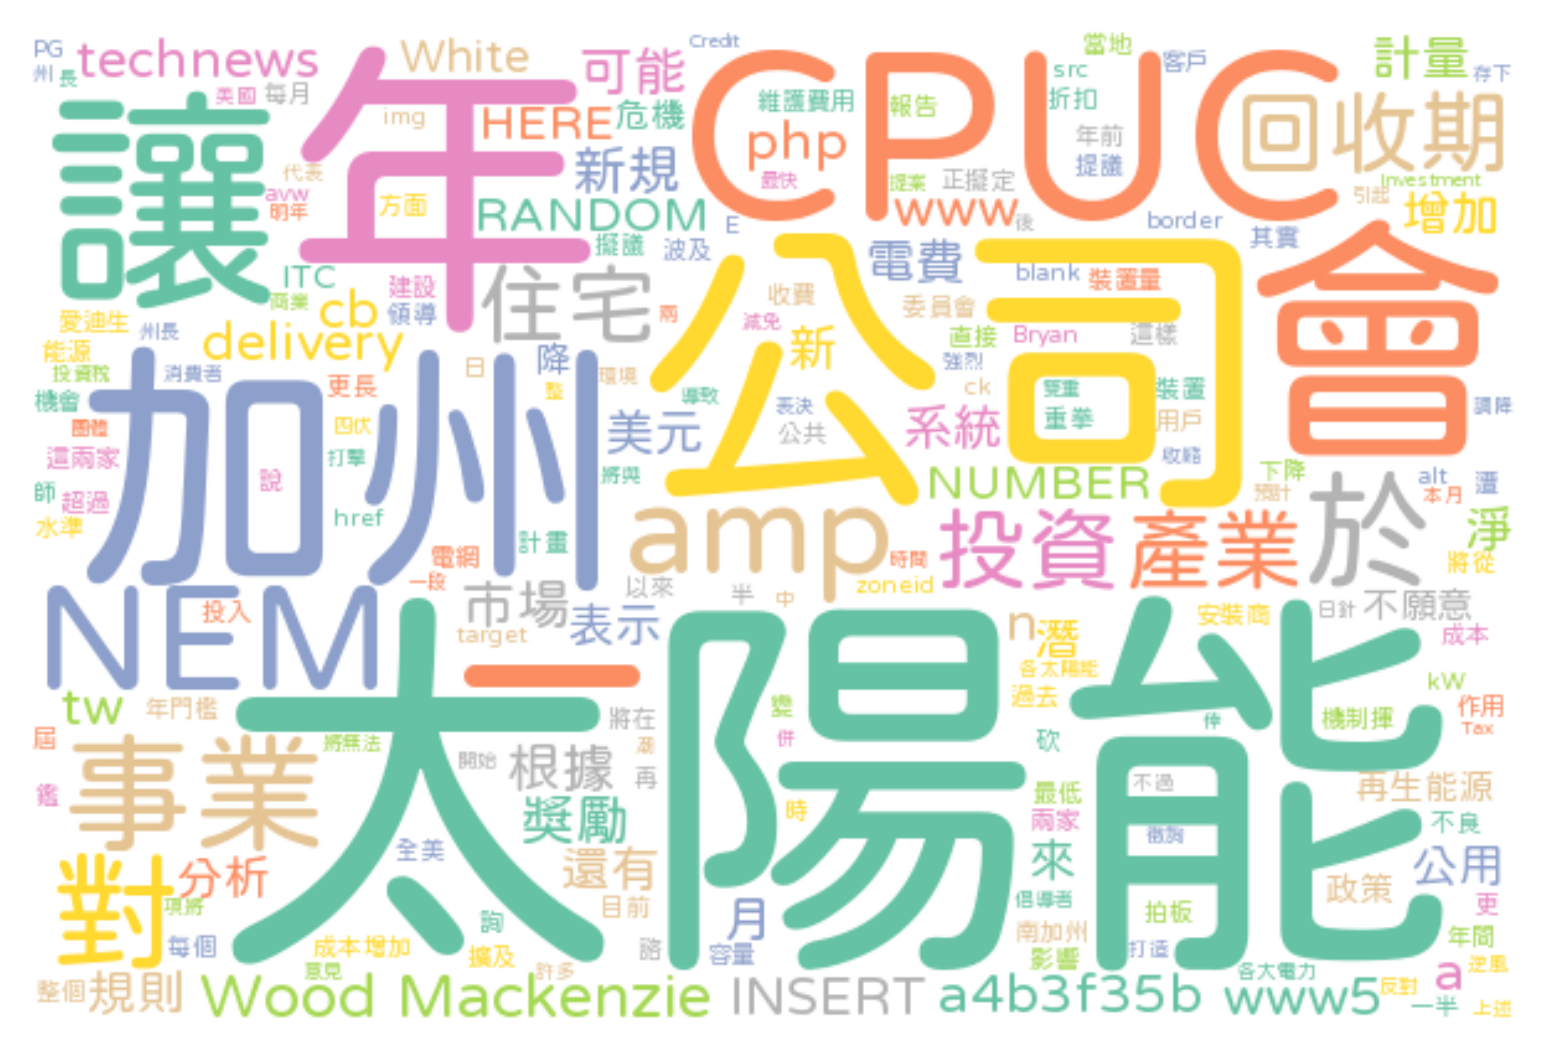 PG
technews
White
可能
Credit
當地
客戶
計量
存下
州
長
美國
每月
img
HERE
危機
CPUC
維護費用
報告
src
折扣
回收期
讓
年
代表
avw
明年
方面
新規
RANDOM
php
最快
提案
正擬定
www
後
年前
提議
Investment
引起
增加
E
border
其實
ITC
商業
建設
領導
擬議
波及
電費
blank
裝置量
會
愛迪生
州長
cb
delivery
住宅
兩
公司
收費
減免
新
委員會
直接
Bryan
這樣
能源
投資稅
消費者
機會
團體
更長
日
降
整
環境
導致
表決
公共
強烈
ck
雙重
重拳
裝置
用戶
調降
加州
四伏
打擊
美元
系統
收縮
這兩家
說
師
超過
水準
href
將與
NUMBER
下降
預計
於
alt
本月
遭
淨
電網
一段
計畫
amp
時間
投資
產業
將從
NEM
投入
市場
以來
表示
半
中
zoneid
target
n
潛
安裝商
日計
不願意
成本
tw
年門檻
一
太陽能
將在
變
併
各太陽能
過去
kW
作用
Tax
屆
將無法
開始
根據
潮
再
砍
機制揮
事業
鑑
獎勵
時
最低
兩家
不過
再生能源
不良
全美
還有
來
徵詢
公用
對
分析
項將
每個
目前
詢
月
倡導者
拍板
政策
更
成本增加
意見
擴及
許多
諮
容量
南加州
影響
打造
年間
各大電力
逆風
整個
規則
Wood Mackenzie
INSERT
a4b3f35b
www5
反對
a
一半
上述